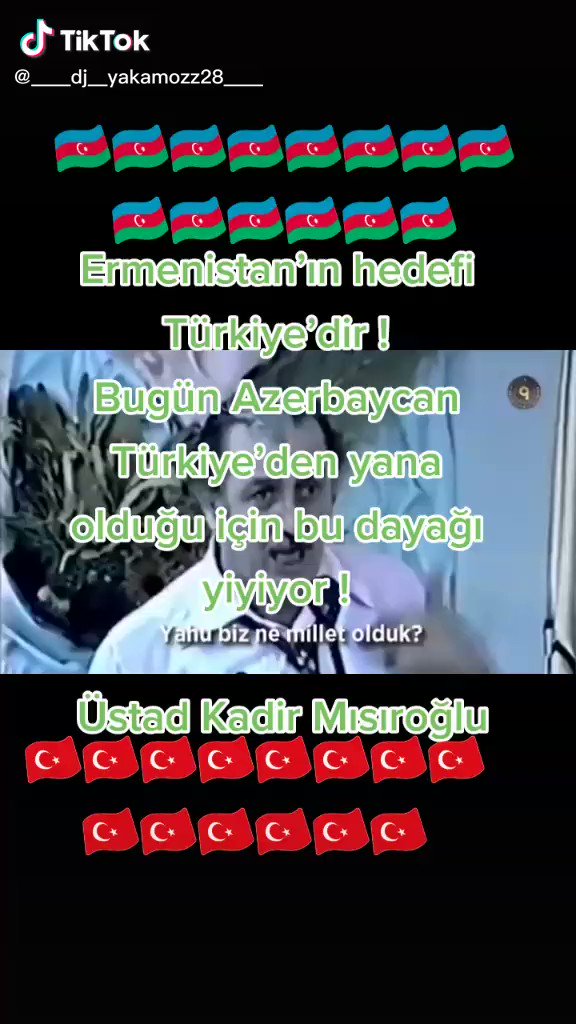 TikTok
@____dj__yakamozz28____
Ermenistan’ın hedefi
Türkiye’dir !
Bugün Azerbaycan
Türkiye’den yana
olduğu için bu dayağı
yiyiyor !
Yahu biz ne millet olduk?
Üstad Kadir Mısıroğlu